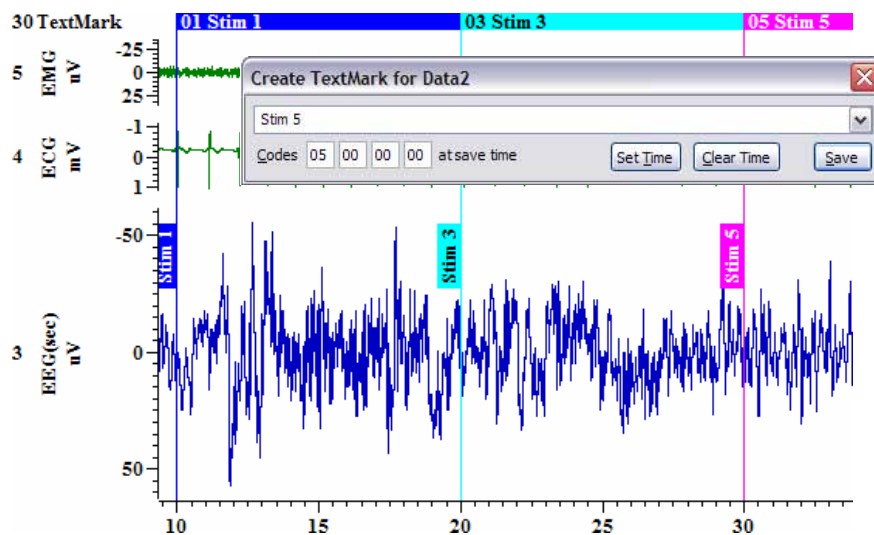 30 TextMark 01 Stim 1 03 Stim 3 05 Stim 5
5 EMG uV -25 0 25
Create TextMark for Data2
Stim 5
Codes 05 00 00 00 at save time Set Time Clear Time Save
4 ECG mV -1 0 1
3 EEG(sec) uV -50 0 50
Stim 1 Stim 3 Stim 5
10 15 20 25 30